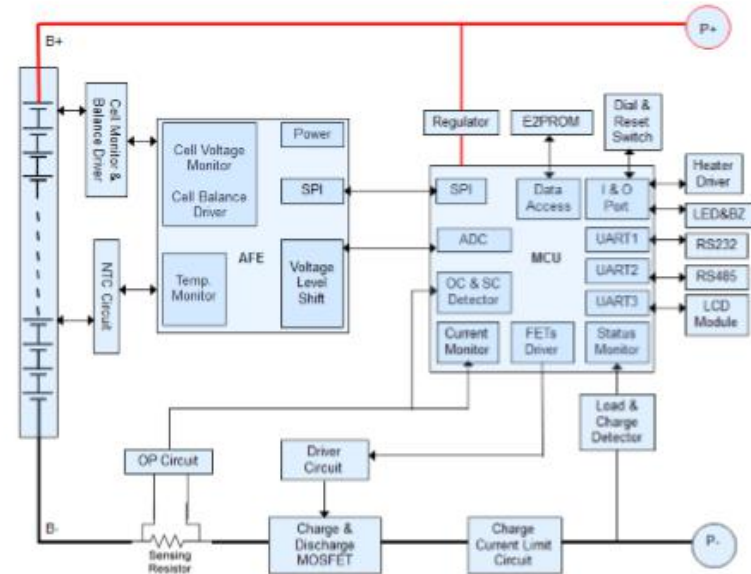 B+
P+
Cell Monitor &
Balance Driver
Cell Voltage
Monitor
Cell Balance
Driver
Power
SPI
AFE
Temp.
Monitor
Voltage
Level
Shift
NTC Circuit
Regulator
E2PROM
Dial &
Reset
Switch
SPI
Data
Access
I & O
Port
Heater
Driver
LED&BZ
ADC
MCU
UART1
RS232
OC & SC
Detector
UART2
RS485
UART3
LCD
Module
Current
Monitor
FETs
Driver
Status
Monitor
Load &
Charge
Detector
OP Circuit
Driver
Circuit
B-
Sensing
Resistor
Charge &
Discharge
MOSFET
Charge
Current Limit
Circuit
P-